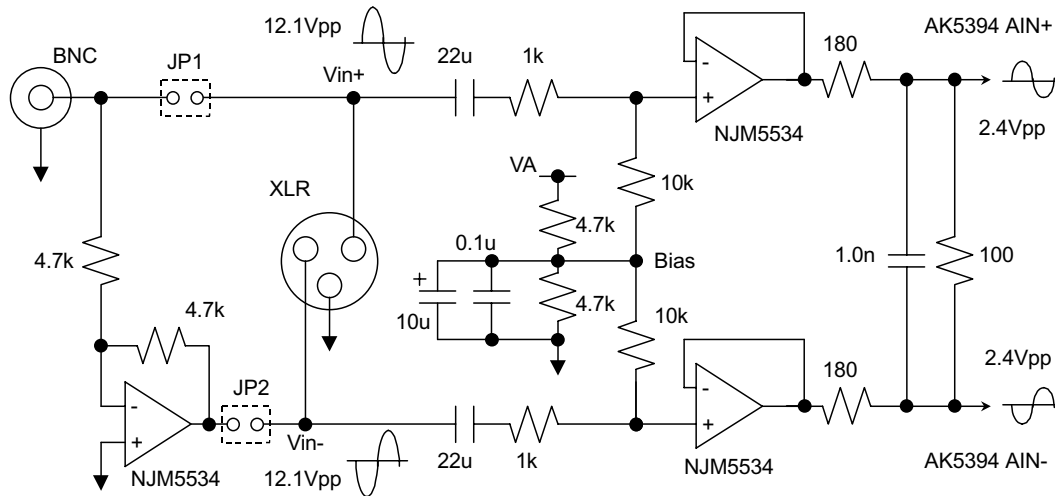 12.1Vpp
BNC
JP1
Vin+
22u
1k
180
AK5394 AIN+
-
+
NJM5534
2.4Vpp
VA
10k
XLR
4.7k
4.7k
0.1u
Bias
1.0n
100
+
10u
4.7k
4.7k
10k
2.4Vpp
180
JP2
-
+
-
+
Vin-
22u
1k
NJM5534
NJM5534
12.1Vpp
AK5394 AIN-